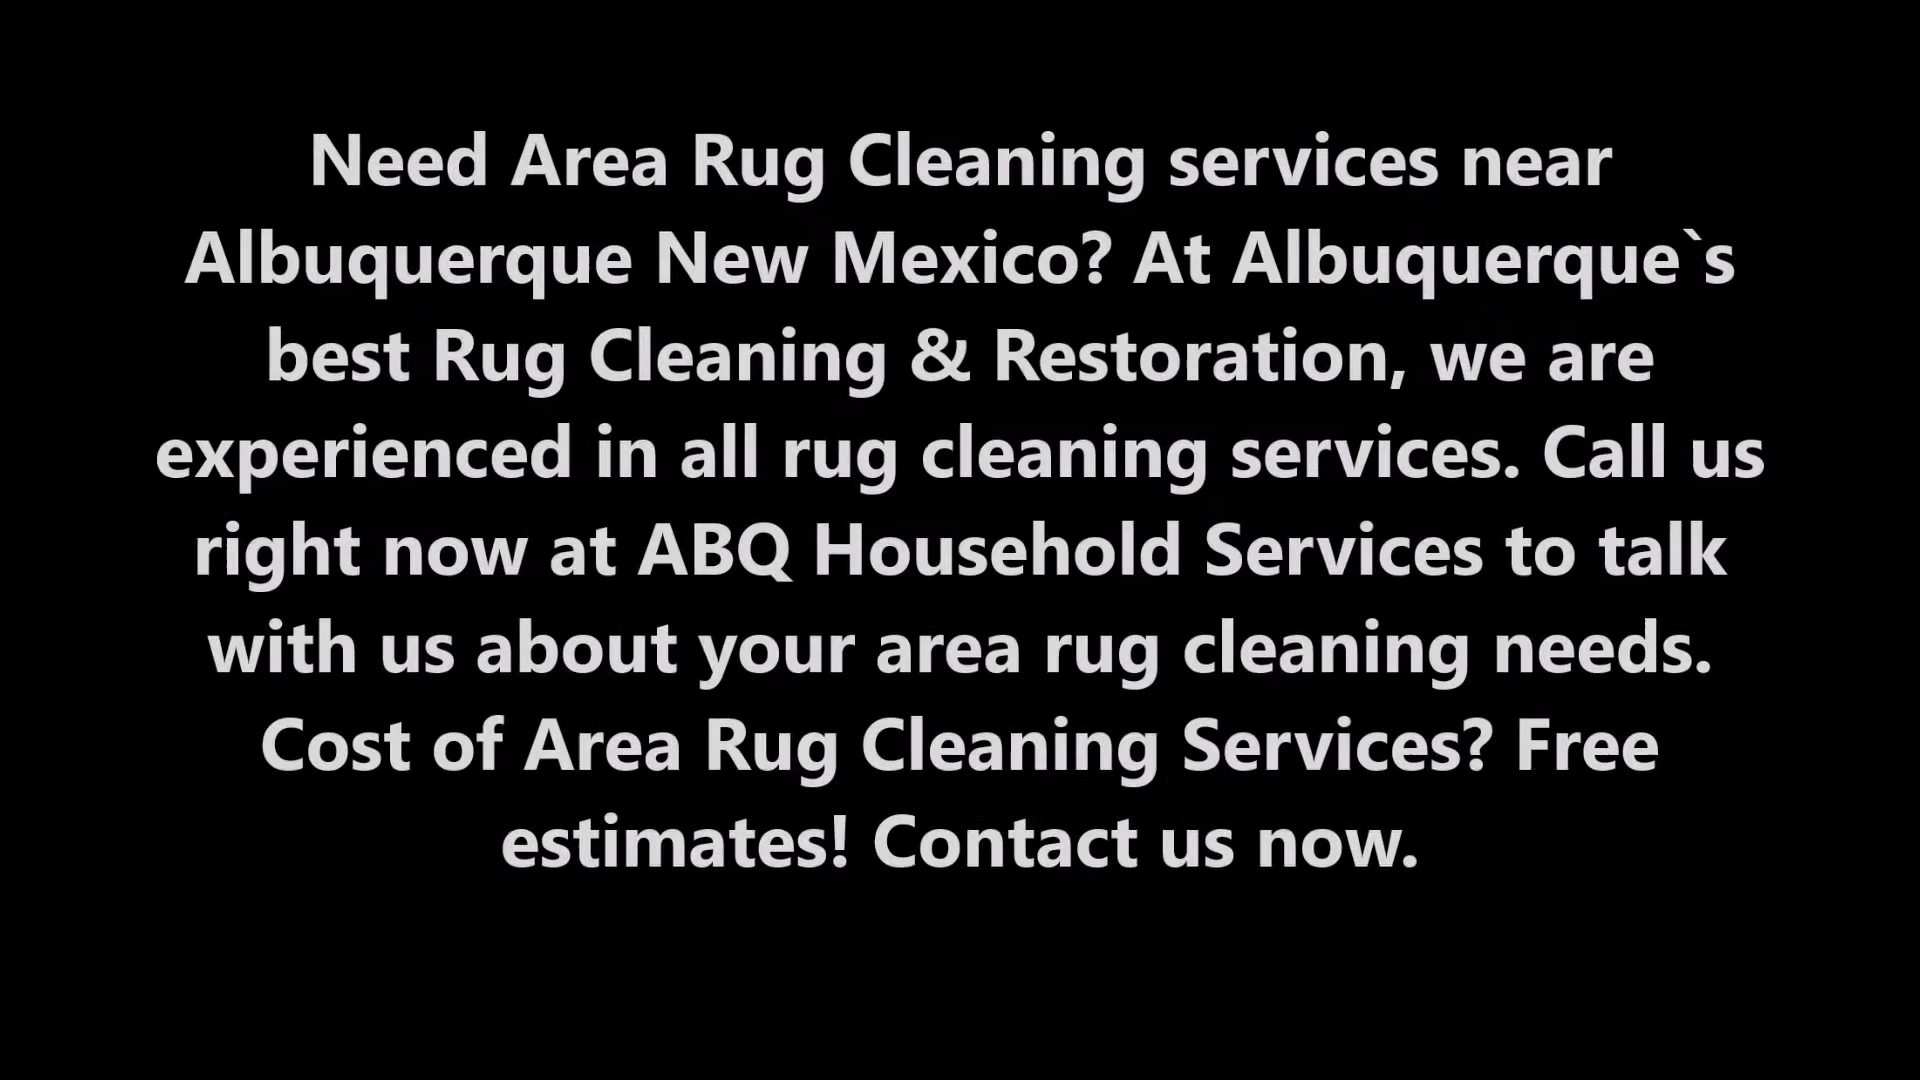 Need Area Rug Cleaning services near
Albuquerque New Mexico? At Albuquerque`s
best Rug Cleaning & Restoration, we are
experienced in all rug cleaning services. Call us
right now at ABQ Household Services to talk
with us about your area rug cleaning needs.
Cost of Area Rug Cleaning Services? Free
estimates! Contact us now.